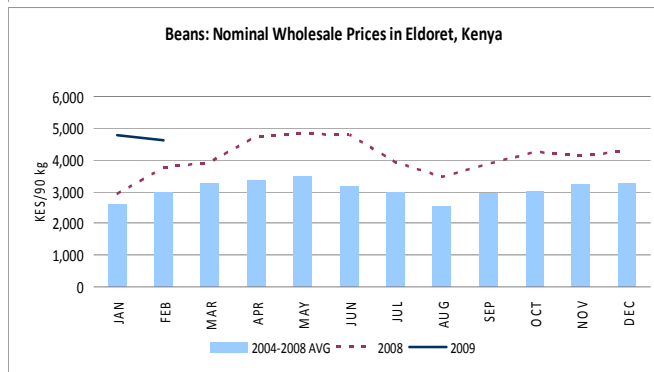 Beans: Nominal Wholesale Prices in Eldoret, Kenya
6,000
5,000
4,000
3,000
2,000
1,000
0
KES/90 kg
JAN FEB MAR APR MAY JUN JUL AUG SEP OCT NOV DEC
2004-2008 AVG 2008 2009